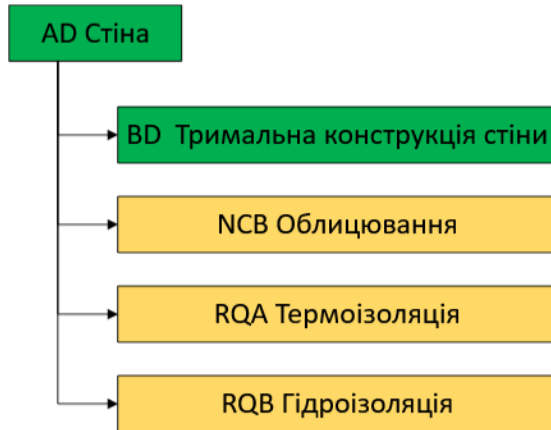 AD Стіна
BD Тримальна конструкція стіни
NCB Облицювання
RQA Термоізоляція
RQB Гідроізоляція